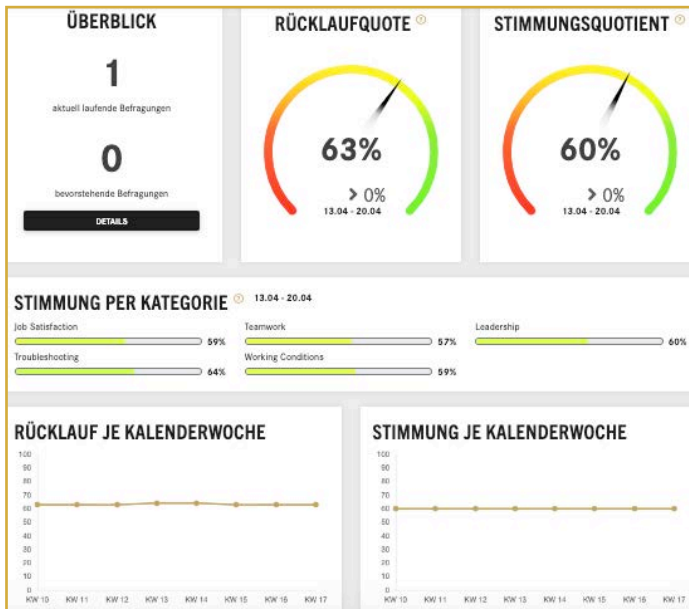 ÜBERBLICK
1
aktuell laufende Befragungen
0
bevorstehende Befragungen
DETAILS
RÜCKLAUFQUOTE ?
63%
> 0%
13.04 - 20.04
STIMMUNGSQUOTIENT ?
60%
> 0%
13.04 - 20.04
STIMMUNG PER KATEGORIE ? 13.04 - 20.04
Job Satisfaction
59%
Teamwork
57%
Leadership
60%
Troubleshooting
64%
Working Conditions
59%
RÜCKLAUF JE KALENDERWOCHE
100
90
80
70
60
50
40
30
20
10
0
KW 10 KW 11 KW 12 KW 13 KW 14 KW 15 KW 16 KW 17
STIMMUNG JE KALENDERWOCHE
100
90
80
70
60
50
40
30
20
10
0
KW 10 KW 11 KW 12 KW 13 KW 14 KW 15 KW 16 KW 17